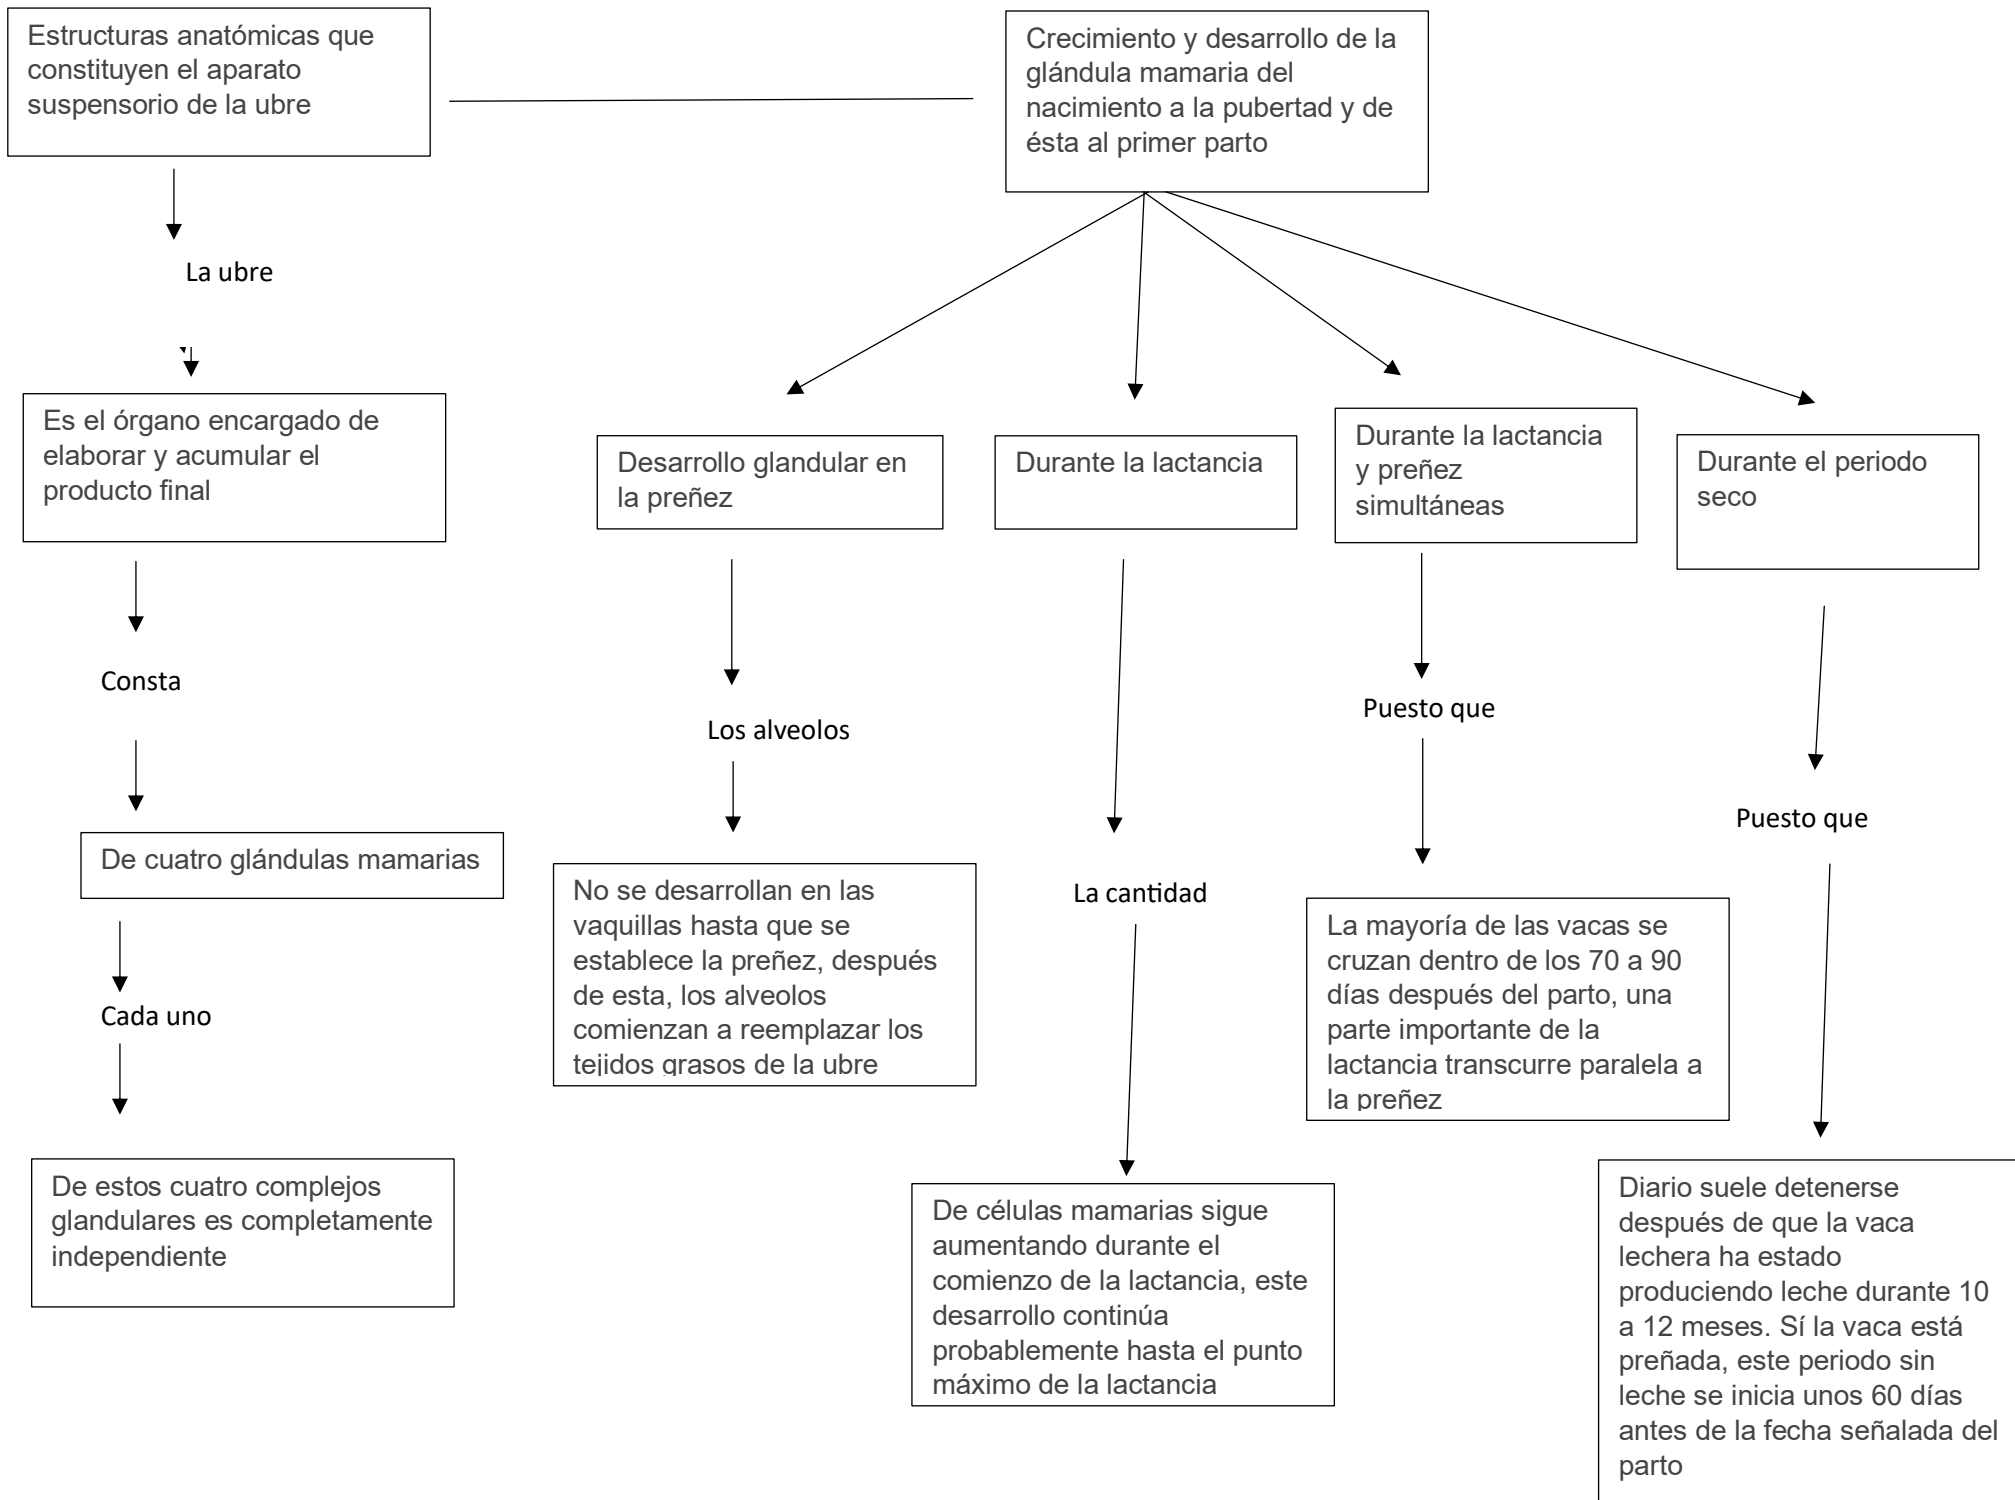 Estructuras anatómicas que
constituyen el aparato
suspensorio de la ubre
Crecimiento y desarrollo de la
glándula mamaria del
nacimiento a la pubertad y de
ésta al primer parto
La ubre
Es el órgano encargado de
elaborar y acumular el
producto final
Desarrollo glandular en
la preñez
Durante la lactancia
Durante la lactancia
y preñez
simultáneas
Durante el periodo
seco
Consta
Los alveolos
Puesto que
Puesto que
De cuatro glándulas mamarias
No se desarrollan en las
vaquillas hasta que se
establece la preñez, después
de esta, los alveolos
comienzan a reemplazar los
tejidos grasos de la ubre
La cantidad
La mayoría de las vacas se
cruzan dentro de los 70 a 90
días después del parto, una
parte importante de la
lactancia transcurre paralela a
la preñez
Cada uno
De estos cuatro complejos
glandulares es completamente
independiente
De células mamarias sigue
aumentando durante el
comienzo de la lactancia, este
desarrollo continúa
probablemente hasta el punto
máximo de la lactancia
Diario suele detenerse
después de que la vaca
lechera ha estado
produciendo leche durante 10
a 12 meses. Sí la vaca está
preñada, este periodo sin
leche se inicia unos 60 días
antes de la fecha señalada del
parto